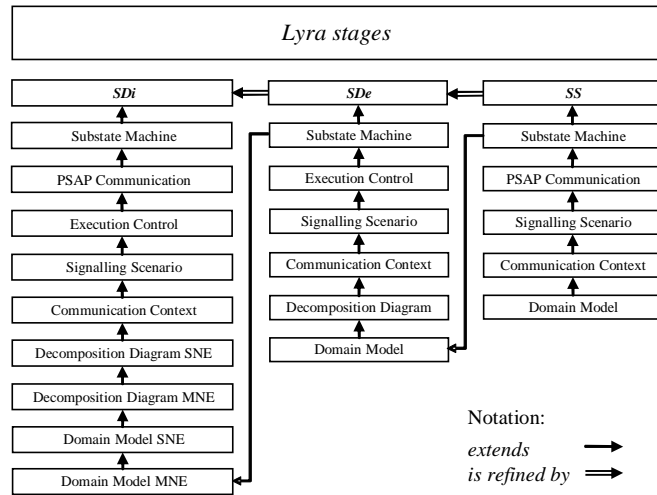 Lyra stages
SDi
SDe
SS
Substate Machine
Substate Machine
Substate Machine
PSAP Communication
Execution Control
PSAP Communication
Execution Control
Signalling Scenario
Signalling Scenario
Signalling Scenario
Communication Context
Communication Context
Communication Context
Decomposition Diagram
Domain Model
Decomposition Diagram SNE
Domain Model
Decomposition Diagram MNE
Domain Model SNE
Domain Model MNE
Notation:
extends
is refined by